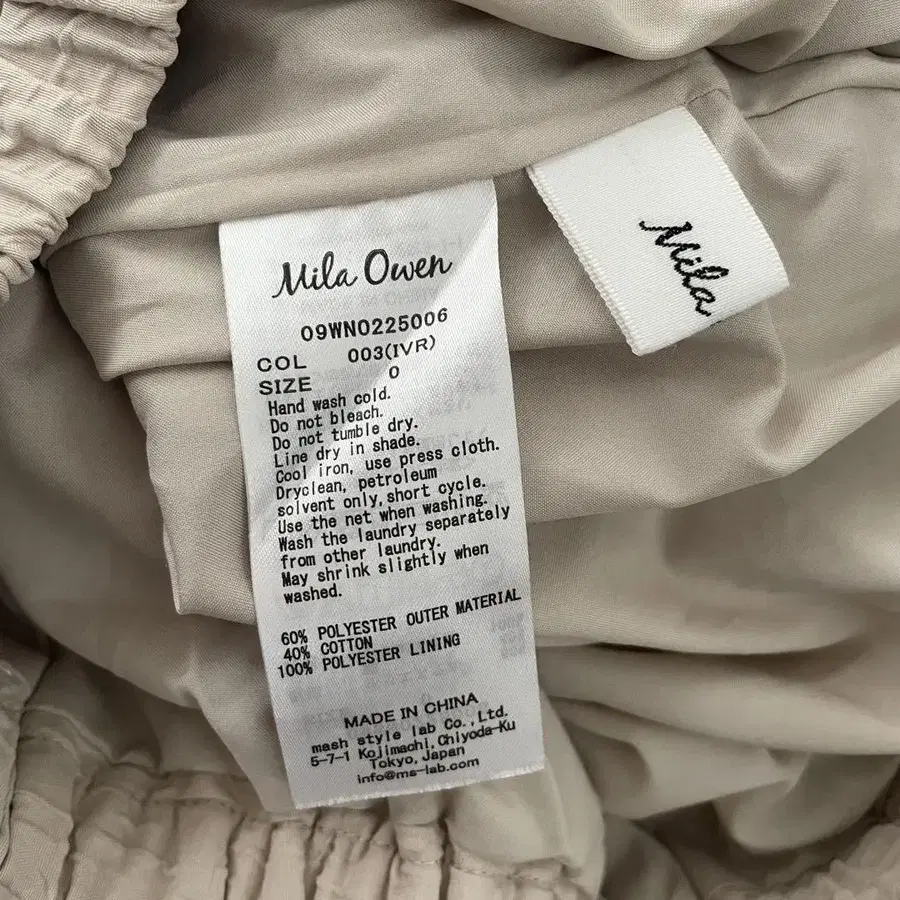 Mila Owen
09WNO225006
COL 003(IVR)
SIZE 0
Hand wash cold.
Do not bleach.
Do not tumble dry.
Line dry in shade.
Cool iron, use press cloth.
Dryclean, petroleum
solvent only, short cycle.
Use the net when washing.
Wash the laundry separately
from other laundry.
May shrink slightly when
washed.
60% POLYESTER OUTER MATERIAL
40% COTTON
100% POLYESTER LINING
MADE IN CHINA
mash style lab Co., Ltd.
5-7-1 Kojimachi, Chiyoda-Ku
Tokyo, Japan
info@ms-lab.com
Mila